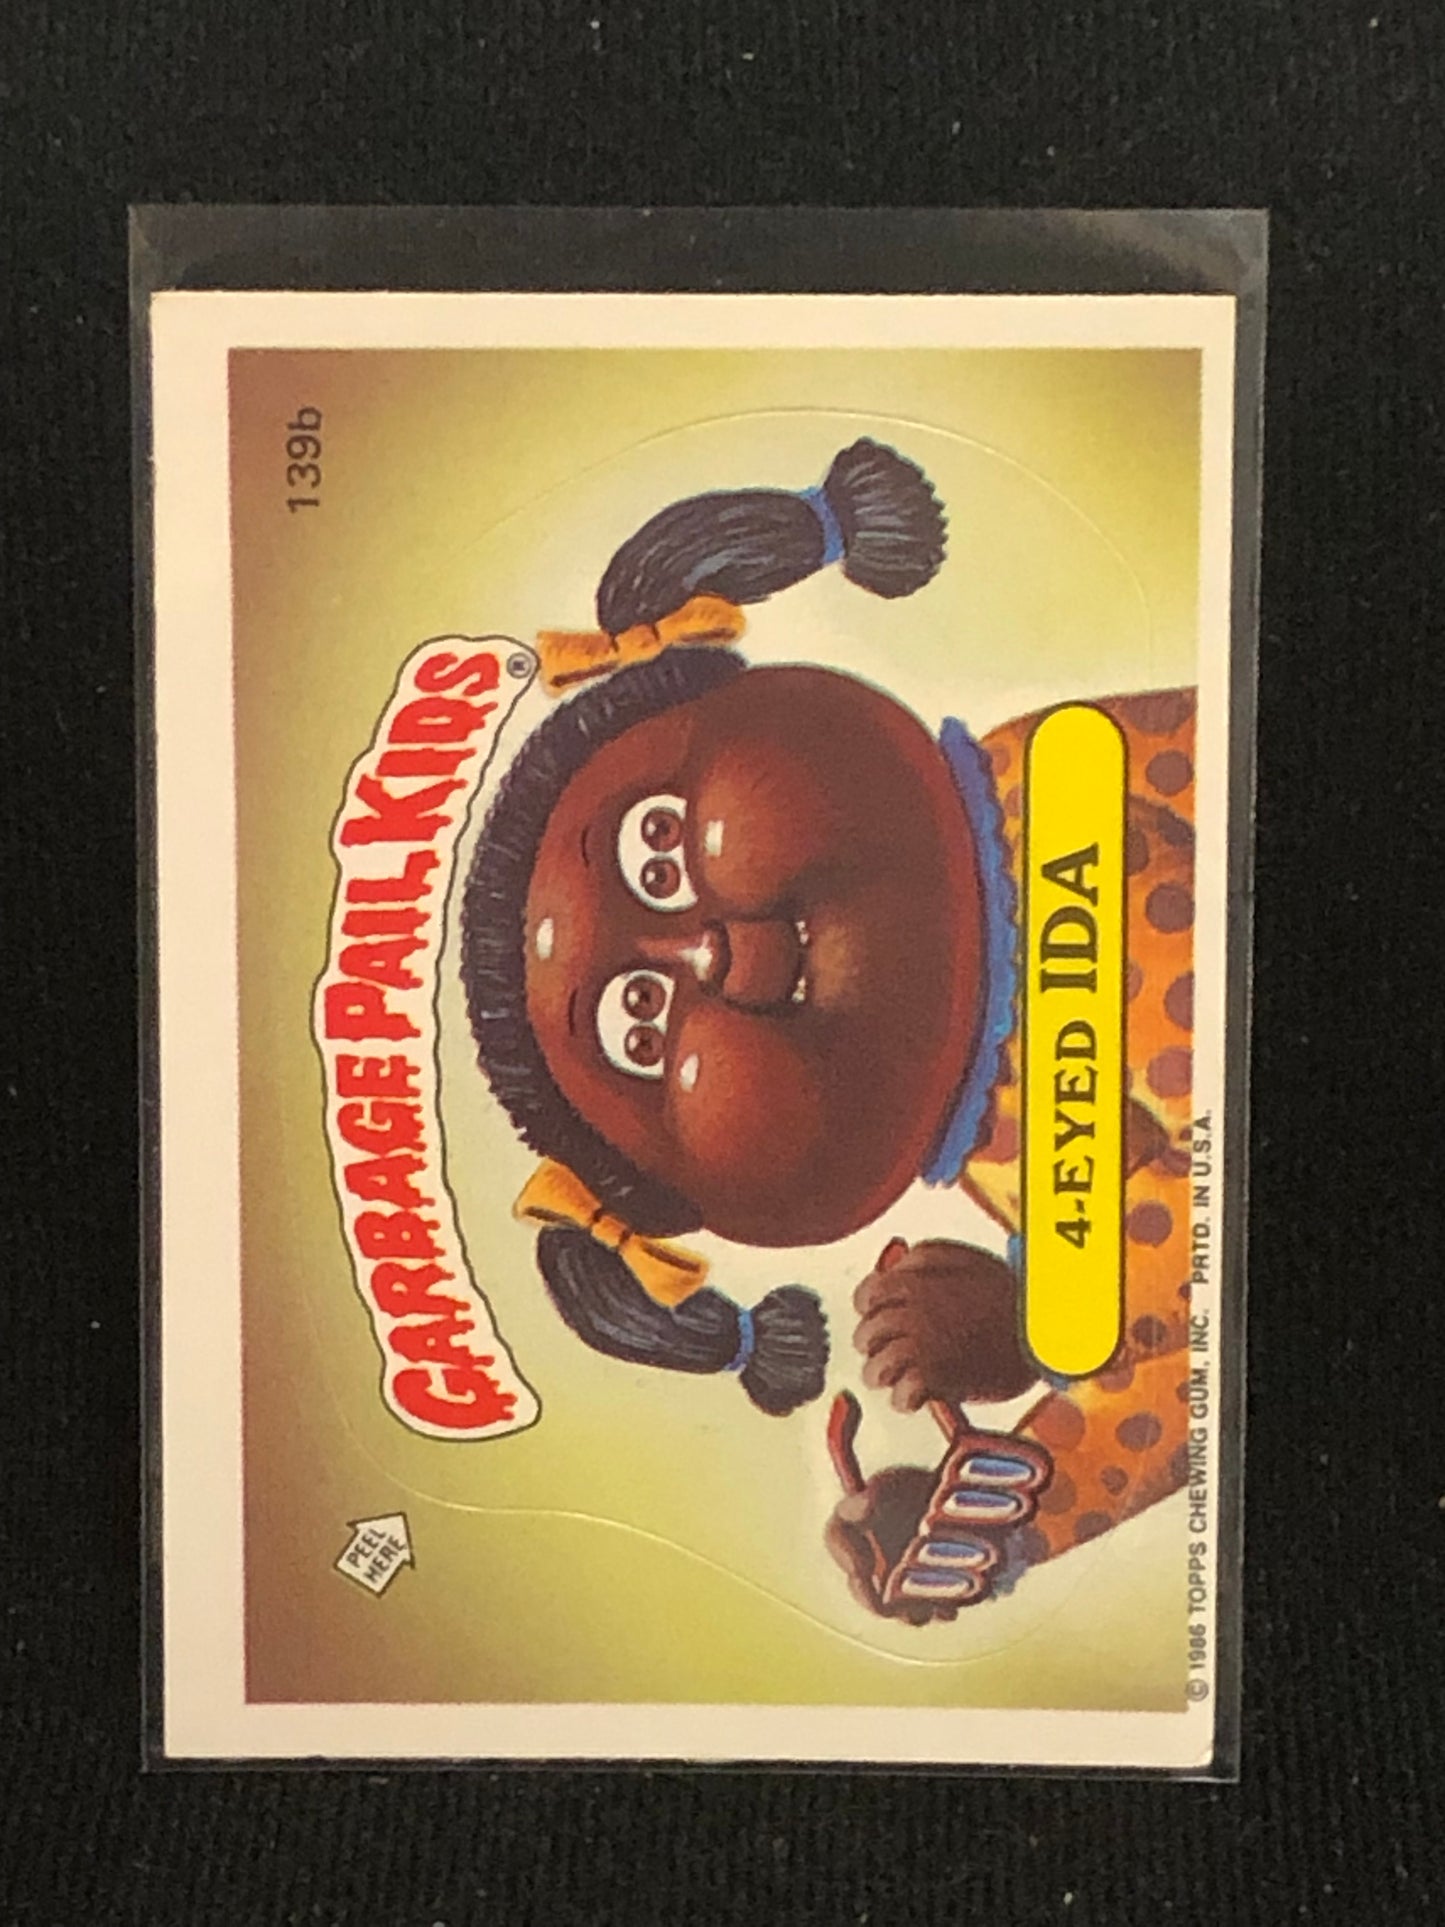 139b
GARBAGE PAIL KIDS®
PEEL
HERE
4-EYED IDA
© 1986 TOPPS CHEWING GUM, INC. PRTD. IN U.S.A.